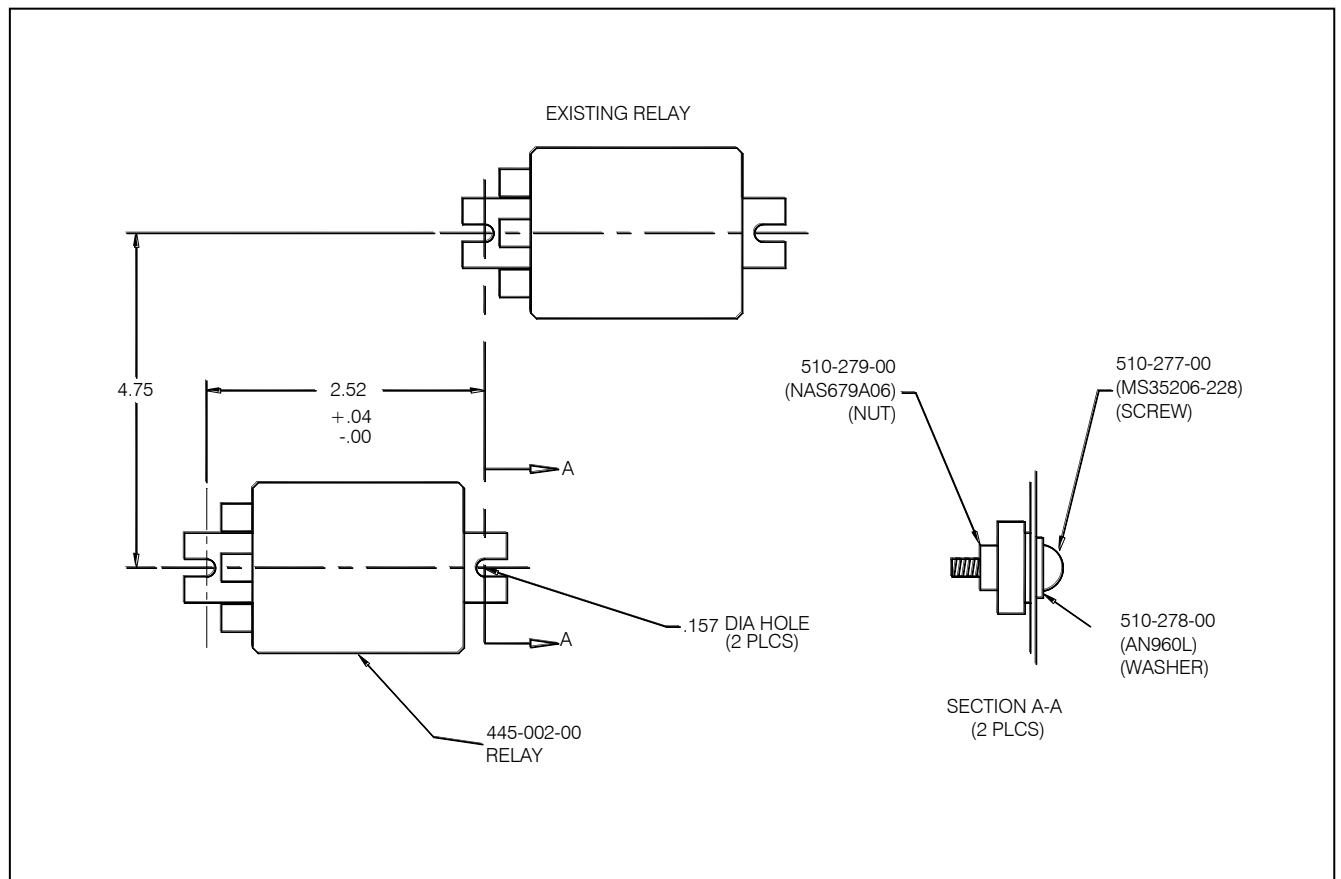 EXISTING RELAY
4.75
2.52
+.04
-.00
A
A
.157 DIA HOLE
(2 PLCS)
445-002-00
RELAY
510-279-00
(NAS679A06)
(NUT)
510-277-00
(MS35206-228)
(SCREW)
510-278-00
(AN960L)
(WASHER)
SECTION A-A
(2 PLCS)